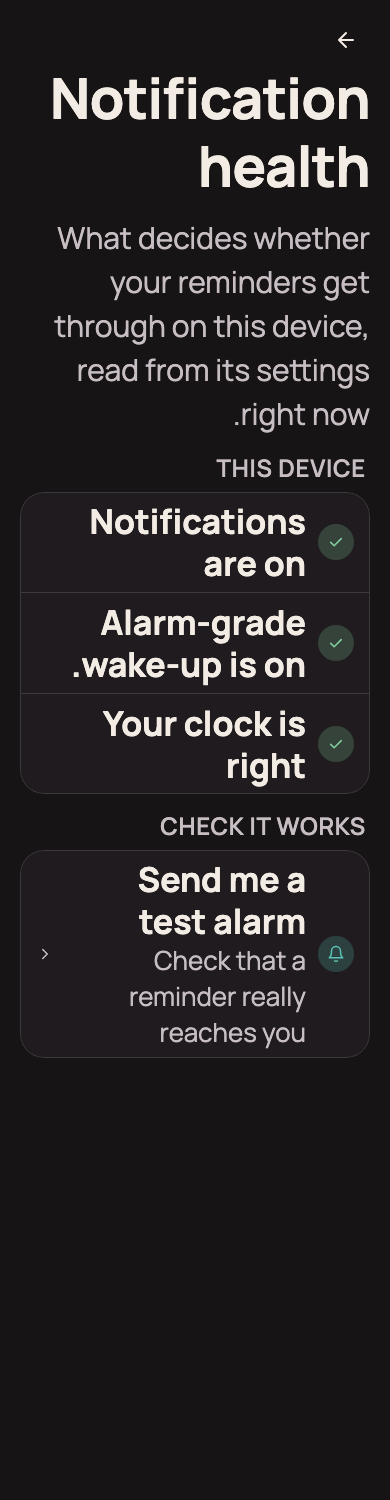 Notification
health
What decides whether
your reminders get
through on this device,
read from its settings
.right now
THIS DEVICE
Notifications
are on
Alarm-grade
.wake-up is on
Your clock is
right
CHECK IT WORKS
Send me a
test alarm
Check that a
reminder really
reaches you